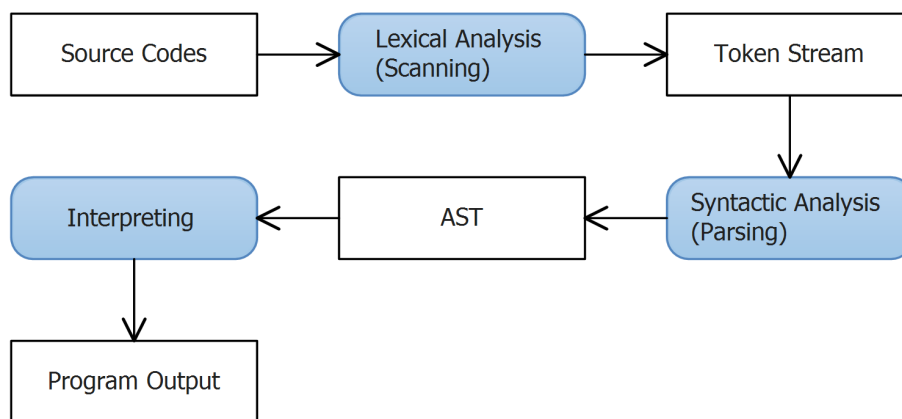 Source Codes
Lexical Analysis
(Scanning)
Token Stream
Syntactic Analysis
(Parsing)
AST
Interpreting
Program Output